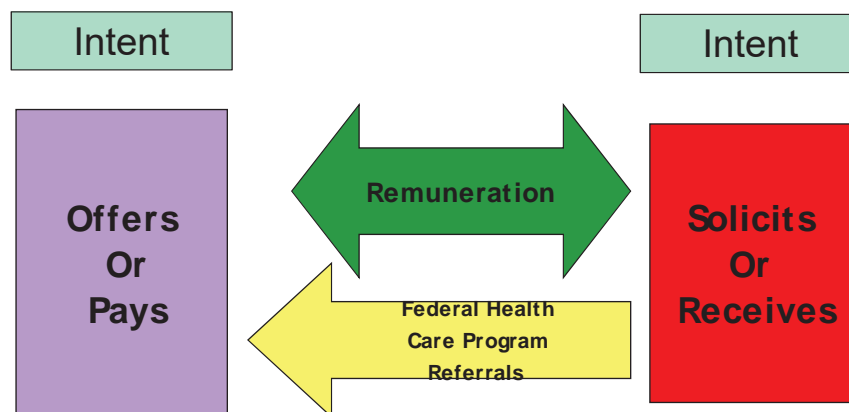 Intent
Intent
Offers
Or
Pays
Remuneration
Federal Health
Care Program
Referrals
Solicits
Or
Receives